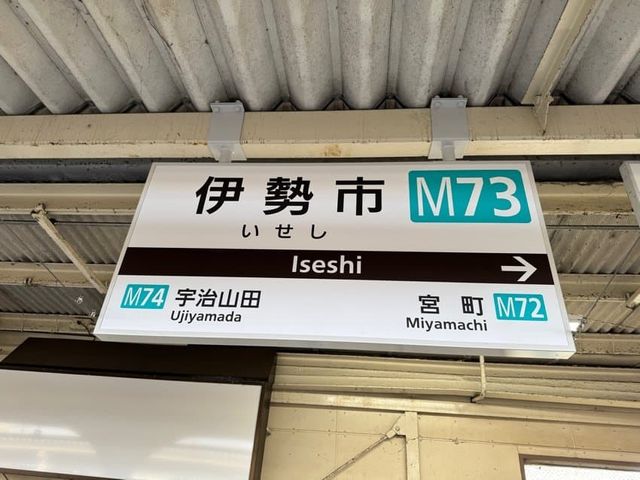 伊勢市 M73
いせし
Iseshi →
M74 宇治山田
Ujiyamada
宮町 M72
Miyamachi